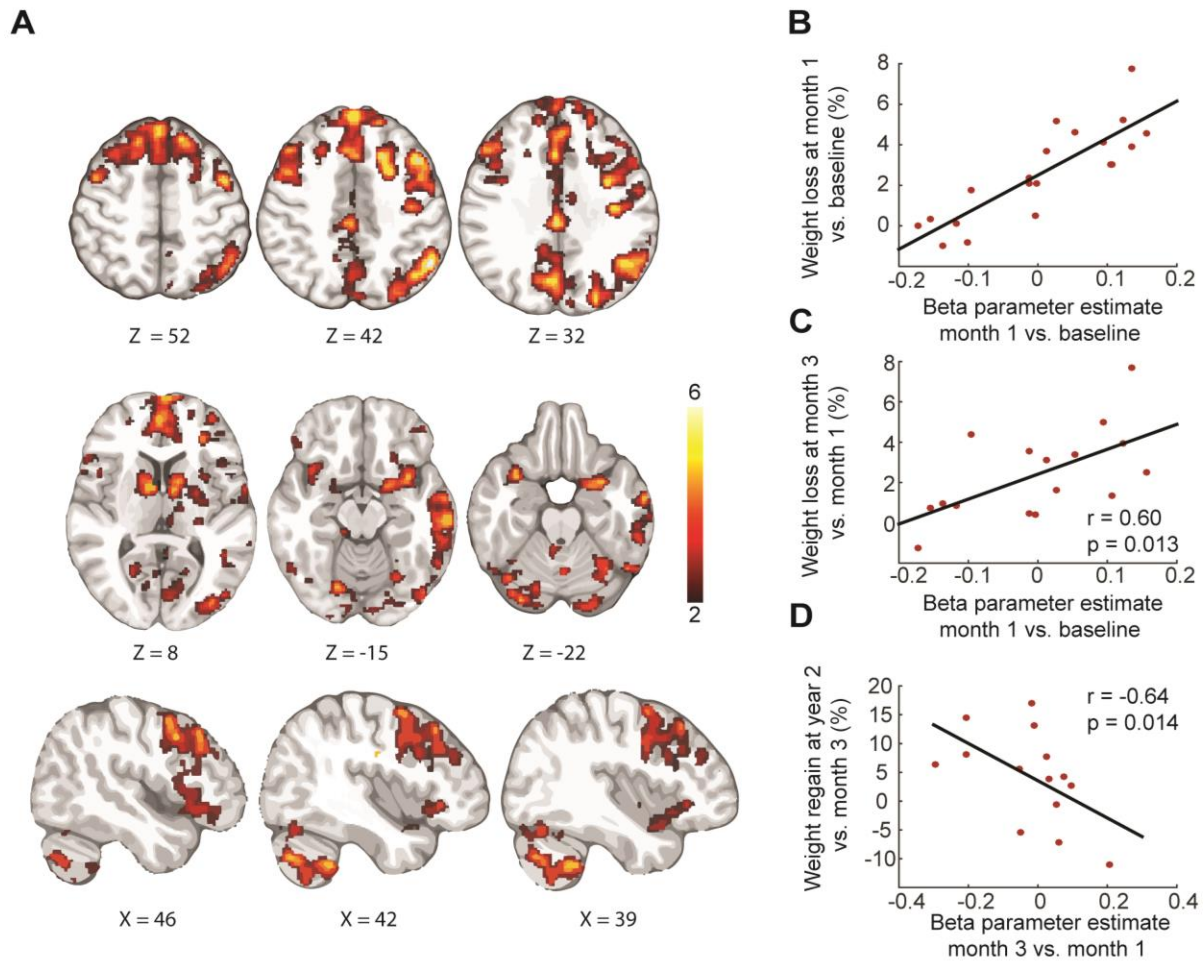 A
Z = 52
Z = 42
Z = 32
6
2
Z = 8
Z = -15
Z = -22
X = 46
X = 42
X = 39
B
Weight loss at month 1
vs. baseline (%)
8
6
4
2
0
-0.2
-0.1
0
0.1
0.2
Beta parameter estimate
month 1 vs. baseline
C
Weight loss at month 3
vs. month 1 (%)
8
6
4
2
0
r = 0.60
p = 0.013
-0.2
-0.1
0
0.1
0.2
Beta parameter estimate
month 1 vs. baseline
D
Weight regain at year 2
vs. month 3 (%)
20
15
10
5
0
-5
-10
r = -0.64
p = 0.014
-0.4
-0.2
0
0.2
0.4
Beta parameter estimate
month 3 vs. month 1